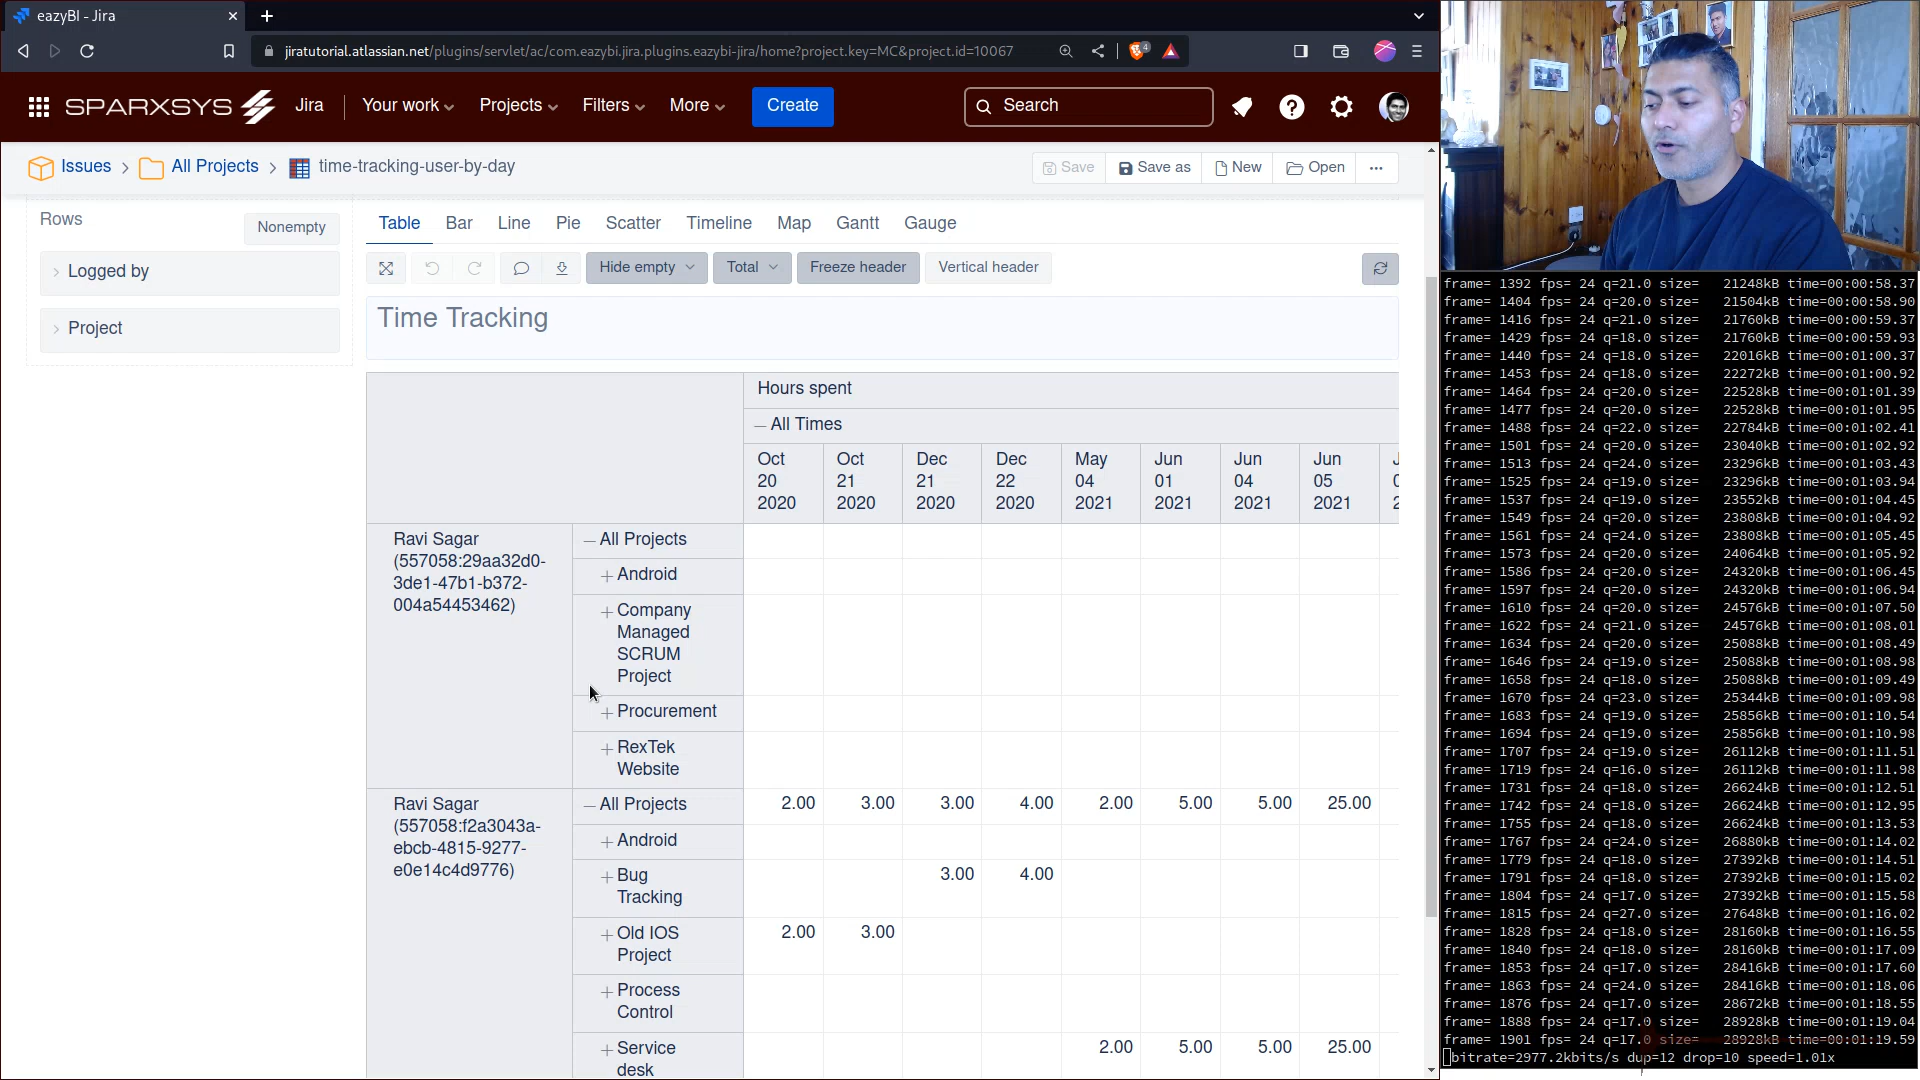 eazyBI - Jira
jiratutorial.atlassian.net/plugins/servlet/ac/com.eazybi.jira.plugins.eazybi-jira/home?project.key=MC&project.id=10067
4
SPARXSYS
Jira
Your work
Projects
Filters
More
Create
Search
Issues
All Projects
time-tracking-user-by-day
Save
Save as
New
Open
Rows
Nonempty
Logged by
Project
Table
Bar
Line
Pie
Scatter
Timeline
Map
Gantt
Gauge
Hide empty
Total
Freeze header
Vertical header
Time Tracking
Hours spent
All Times
Oct 20 2020
Oct 21 2020
Dec 21 2020
Dec 22 2020
May 04 2021
Jun 01 2021
Jun 04 2021
Jun 05 2021
Ravi Sagar
(557058:29aa32d0-
3de1-47b1-b372-
004a54453462)
All Projects
Android
Company
Managed
SCRUM
Project
Procurement
RexTek
Website
Ravi Sagar
(557058:f2a3043a-
ebcb-4815-9277-
e0e14c4d9776)
All Projects 2.00 3.00 3.00 4.00 2.00 5.00 5.00 25.00
Android
Bug 3.00 4.00
Tracking
Old IOS 2.00 3.00
Project
Process
Control
Service 2.00 5.00 5.00 25.00
desk
frame= 1392 fps= 24 q=21.0 size= 21248kB time=00:00:58.37
frame= 1404 fps= 24 q=20.0 size= 21504kB time=00:00:58.90
frame= 1416 fps= 24 q=21.0 size= 21760kB time=00:00:59.37
frame= 1429 fps= 24 q=18.0 size= 21760kB time=00:00:59.93
frame= 1440 fps= 24 q=18.0 size= 22016kB time=00:01:00.37
frame= 1453 fps= 24 q=18.0 size= 22272kB time=00:01:00.92
frame= 1464 fps= 24 q=20.0 size= 22528kB time=00:01:01.39
frame= 1477 fps= 24 q=20.0 size= 22528kB time=00:01:01.95
frame= 1488 fps= 24 q=22.0 size= 22784kB time=00:01:02.41
frame= 1501 fps= 24 q=20.0 size= 23040kB time=00:01:02.92
frame= 1513 fps= 24 q=24.0 size= 23296kB time=00:01:03.43
frame= 1525 fps= 24 q=19.0 size= 23296kB time=00:01:03.94
frame= 1537 fps= 24 q=19.0 size= 23552kB time=00:01:04.45
frame= 1549 fps= 24 q=20.0 size= 23808kB time=00:01:04.92
frame= 1561 fps= 24 q=24.0 size= 23808kB time=00:01:05.45
frame= 1573 fps= 24 q=20.0 size= 24064kB time=00:01:05.92
frame= 1586 fps= 24 q=20.0 size= 24320kB time=00:01:06.45
frame= 1597 fps= 24 q=20.0 size= 24320kB time=00:01:06.94
frame= 1610 fps= 24 q=20.0 size= 24576kB time=00:01:07.50
frame= 1622 fps= 24 q=21.0 size= 24576kB time=00:01:08.01
frame= 1634 fps= 24 q=20.0 size= 25088kB time=00:01:08.49
frame= 1646 fps= 24 q=19.0 size= 25088kB time=00:01:08.98
frame= 1658 fps= 24 q=18.0 size= 25088kB time=00:01:09.49
frame= 1670 fps= 24 q=23.0 size= 25344kB time=00:01:09.98
frame= 1683 fps= 24 q=19.0 size= 25856kB time=00:01:10.54
frame= 1694 fps= 24 q=19.0 size= 25856kB time=00:01:10.98
frame= 1707 fps= 24 q=19.0 size= 26112kB time=00:01:11.51
frame= 1719 fps= 24 q=16.0 size= 26112kB time=00:01:11.98
frame= 1731 fps= 24 q=18.0 size= 26624kB time=00:01:12.51
frame= 1742 fps= 24 q=18.0 size= 26624kB time=00:01:12.95
frame= 1755 fps= 24 q=18.0 size= 26624kB time=00:01:13.53
frame= 1767 fps= 24 q=24.0 size= 26880kB time=00:01:14.02
frame= 1779 fps= 24 q=18.0 size= 27392kB time=00:01:14.51
frame= 1791 fps= 24 q=18.0 size= 27392kB time=00:01:15.02
frame= 1804 fps= 24 q=17.0 size= 27392kB time=00:01:15.58
frame= 1815 fps= 24 q=27.0 size= 27648kB time=00:01:16.02
frame= 1828 fps= 24 q=18.0 size= 28160kB time=00:01:16.55
frame= 1840 fps= 24 q=18.0 size= 28160kB time=00:01:17.09
frame= 1853 fps= 24 q=17.0 size= 28416kB time=00:01:17.60
frame= 1863 fps= 24 q=24.0 size= 28416kB time=00:01:18.06
frame= 1876 fps= 24 q=17.0 size= 28672kB time=00:01:18.55
frame= 1888 fps= 24 q=17.0 size= 28928kB time=00:01:19.04
frame= 1901 fps= 24 q=17.0 size= 28928kB time=00:01:19.59
bitrate=2977.2kbits/s dup=12 drop=10 speed=1.01x